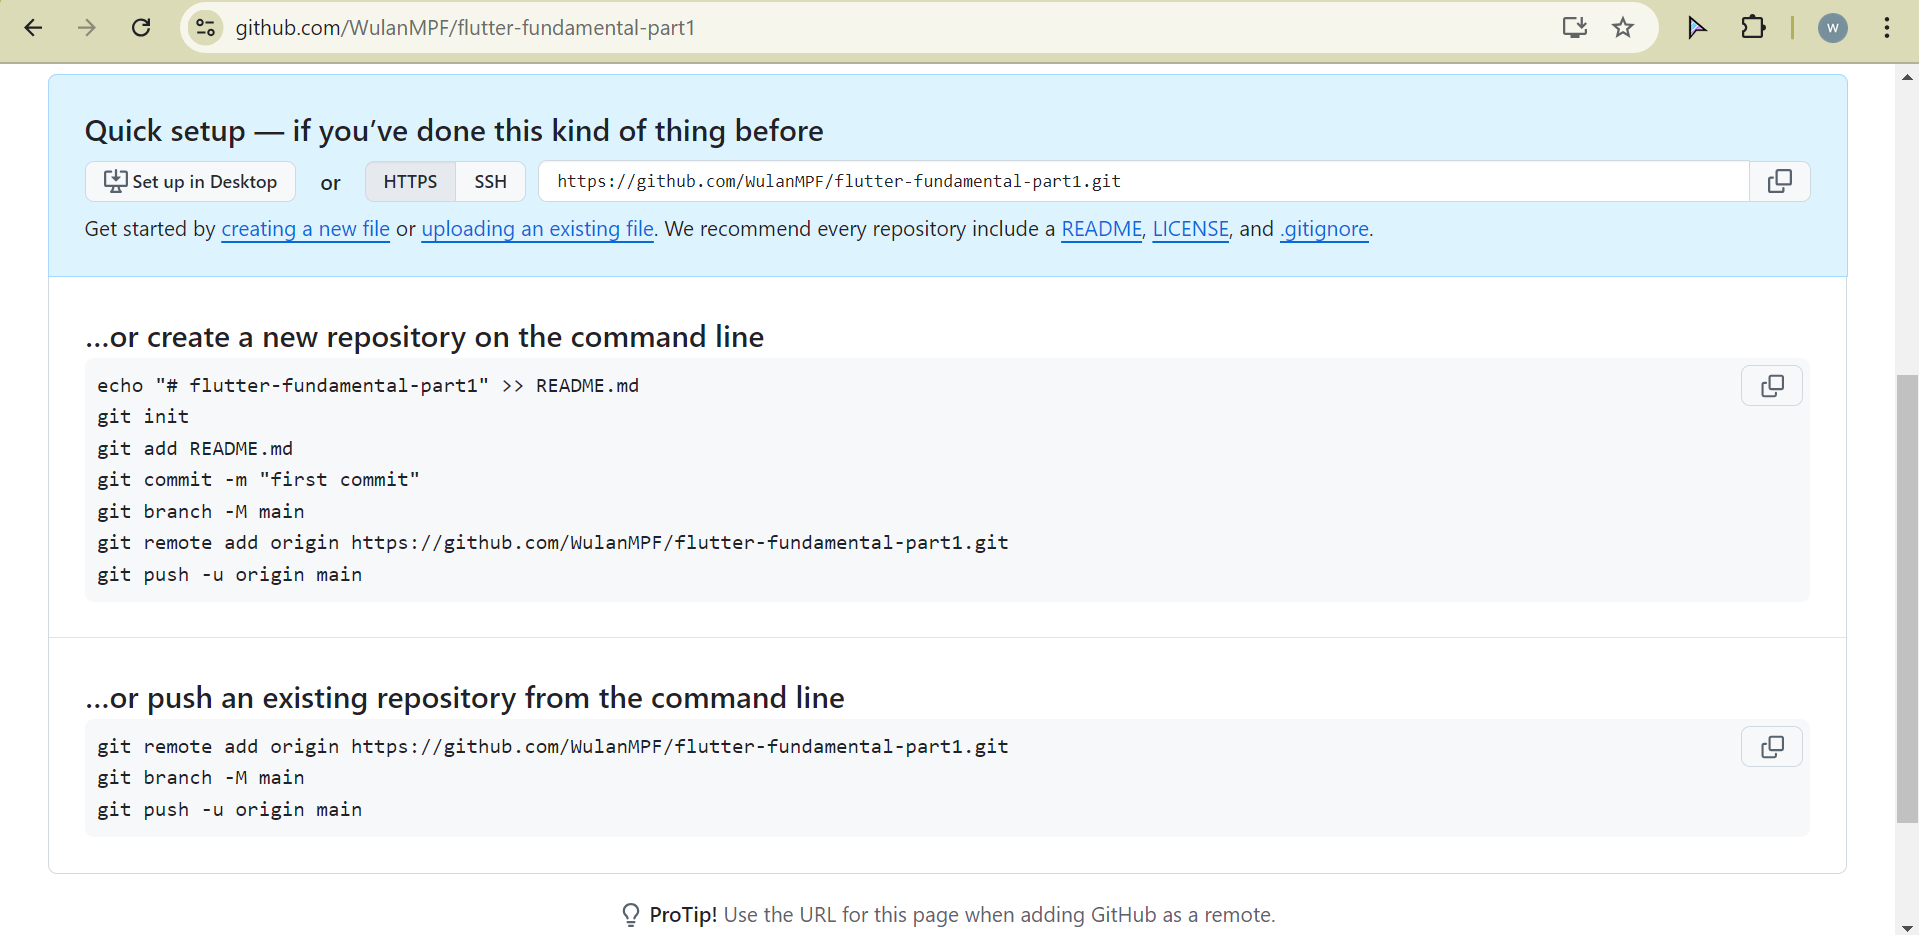 github.com/WulanMPF/flutter-fundamental-part1
W
Quick setup — if you’ve done this kind of thing before
Set up in Desktop or HTTPS SSH https://github.com/WulanMPF/flutter-fundamental-part1.git
Get started by creating a new file or uploading an existing file. We recommend every repository include a README, LICENSE, and .gitignore.
…or create a new repository on the command line
echo "# flutter-fundamental-part1" >> README.md
git init
git add README.md
git commit -m "first commit"
git branch -M main
git remote add origin https://github.com/WulanMPF/flutter-fundamental-part1.git
git push -u origin main
…or push an existing repository from the command line
git remote add origin https://github.com/WulanMPF/flutter-fundamental-part1.git
git branch -M main
git push -u origin main
ProTip! Use the URL for this page when adding GitHub as a remote.